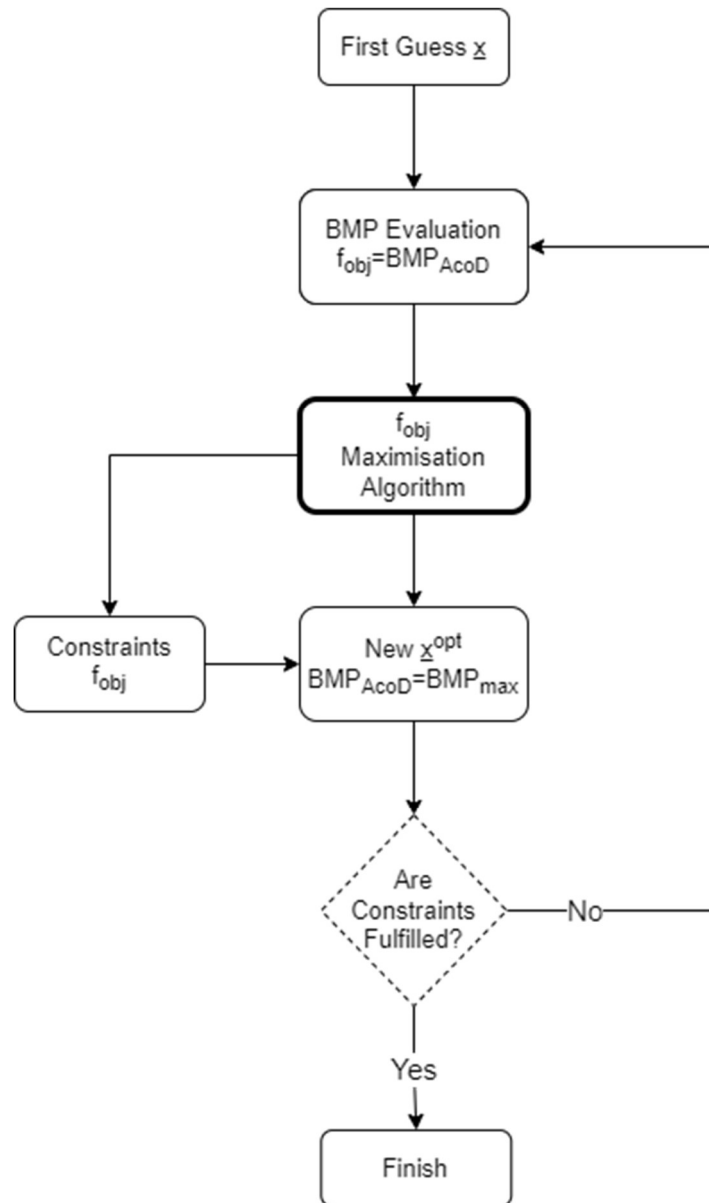 First Guess x
BMP Evaluation
fobj=BMPAcoD
fobj
Maximisation
Algorithm
Constraints
fobj
New xopt
BMPAcoD=BMPmax
Are
Constraints
Fulfilled?
No
Yes
Finish